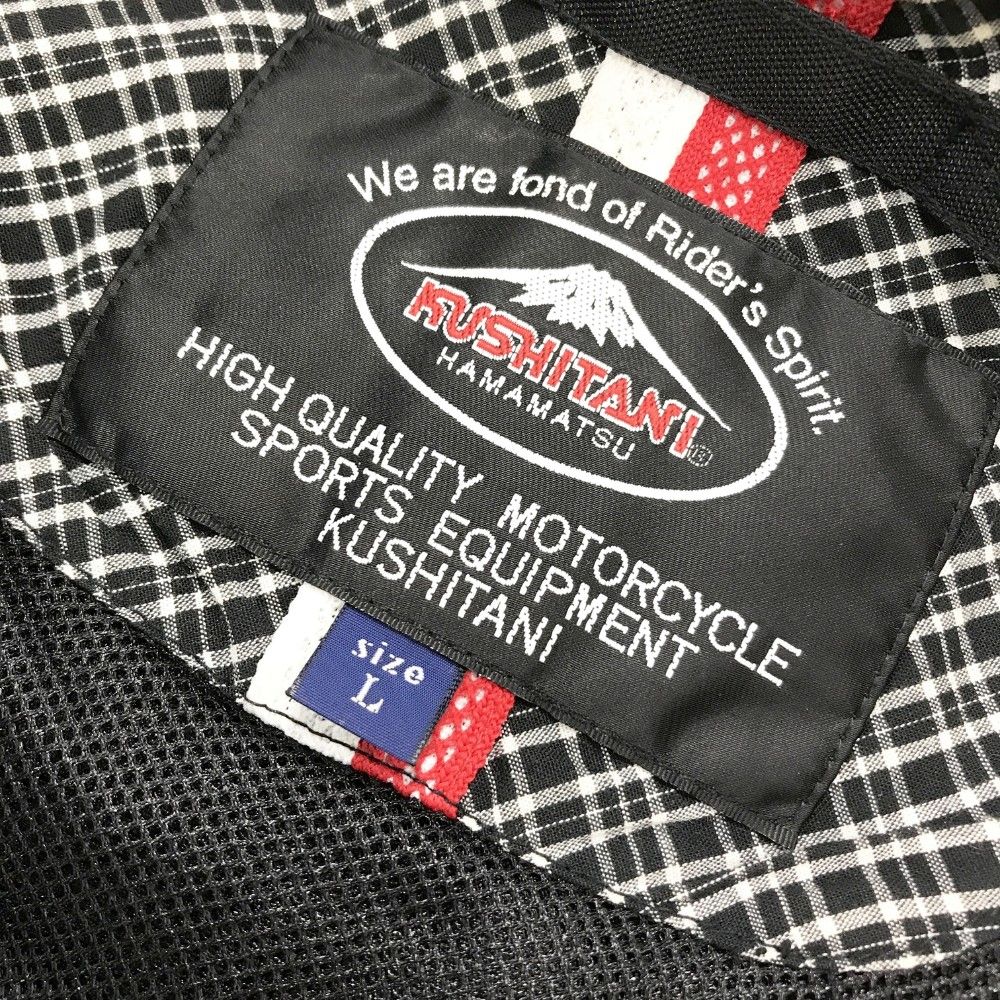 We are fond of Rider's Spirit.
KUSHITANI®
HAMAMATSU
HIGH QUALITY MOTORCYCLE
SPORTS EQUIPMENT
KUSHITANI
size
L